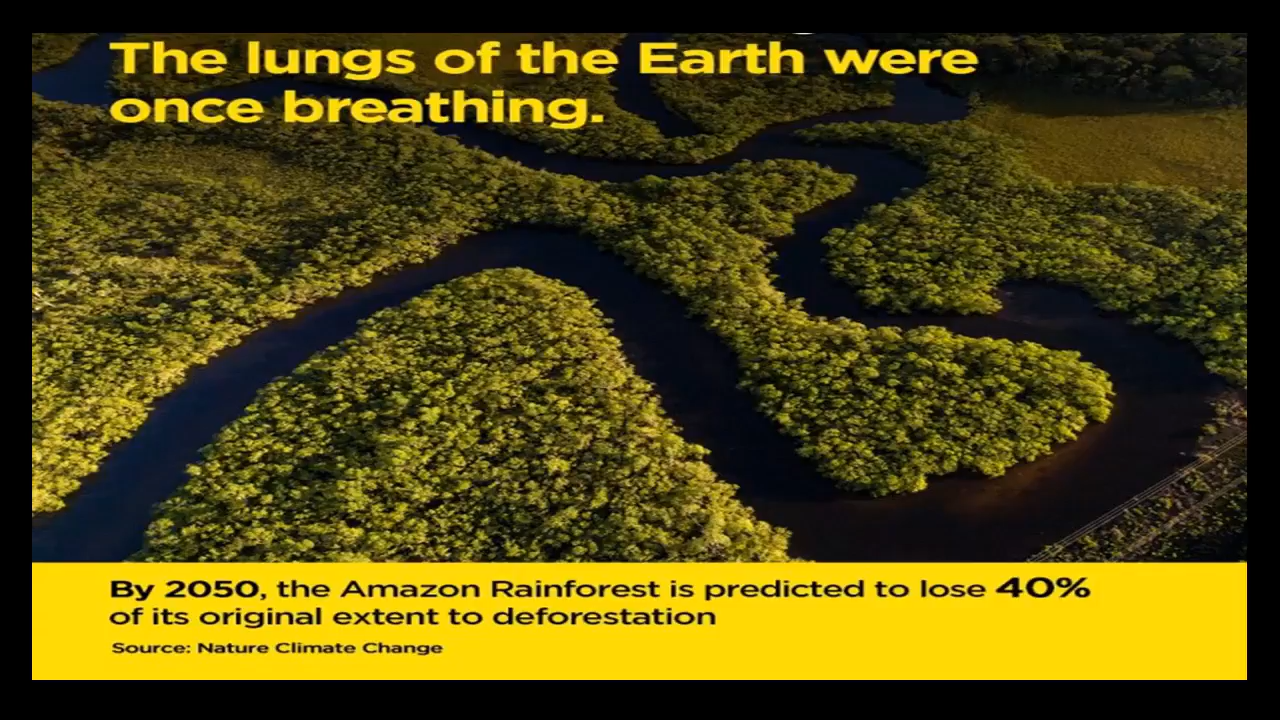 The lungs of the Earth were
once breathing.
By 2050, the Amazon Rainforest is predicted to lose 40%
of its original extent to deforestation
Source: Nature Climate Change